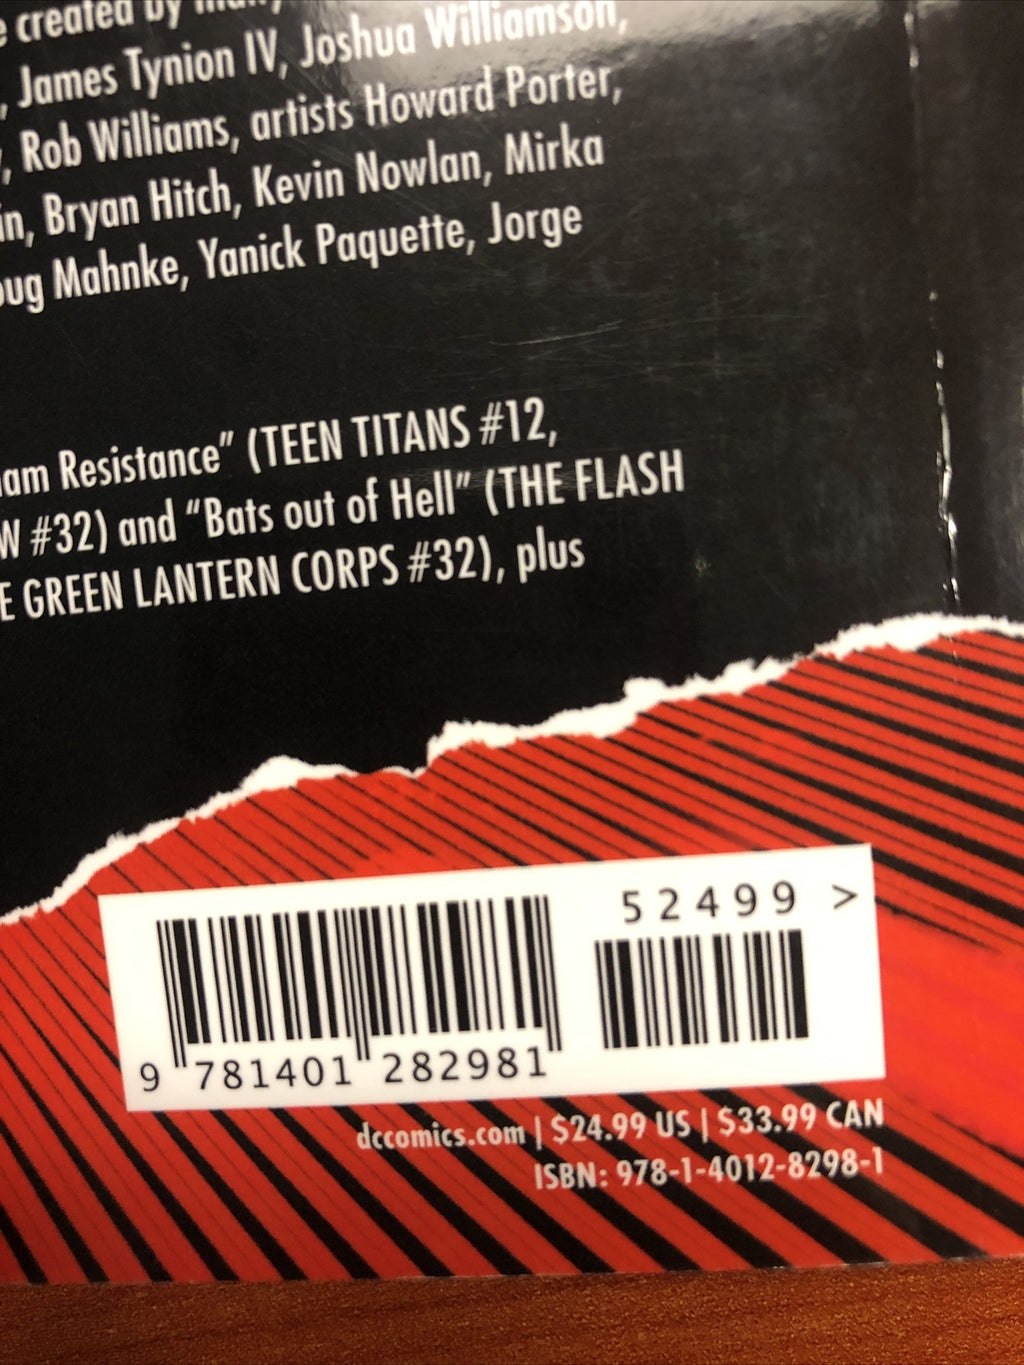 created by many
, James Tynion IV, Joshua Williamson,
, Rob Williams, artists Howard Porter,
in, Bryan Hitch, Kevin Nowlan, Mirka
oug Mahnke, Yanick Paquette, Jorge
am Resistance” (TEEN TITANS #12,
W #32) and “Bats out of Hell” (THE FLASH
E GREEN LANTERN CORPS #32), plus
52499 >
9 781401 282981
dccomics.com | $24.99 US | $33.99 CAN
ISBN: 978-1-4012-8298-1